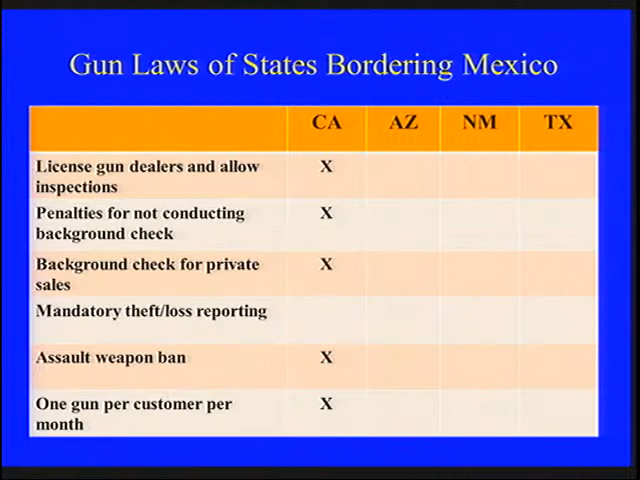 Gun Laws of States Bordering Mexico
CA AZ NM TX
License gun dealers and allow X
inspections
Penalties for not conducting X
background check
Background check for private X
sales
Mandatory theft/loss reporting
Assault weapon ban X
One gun per customer per X
month